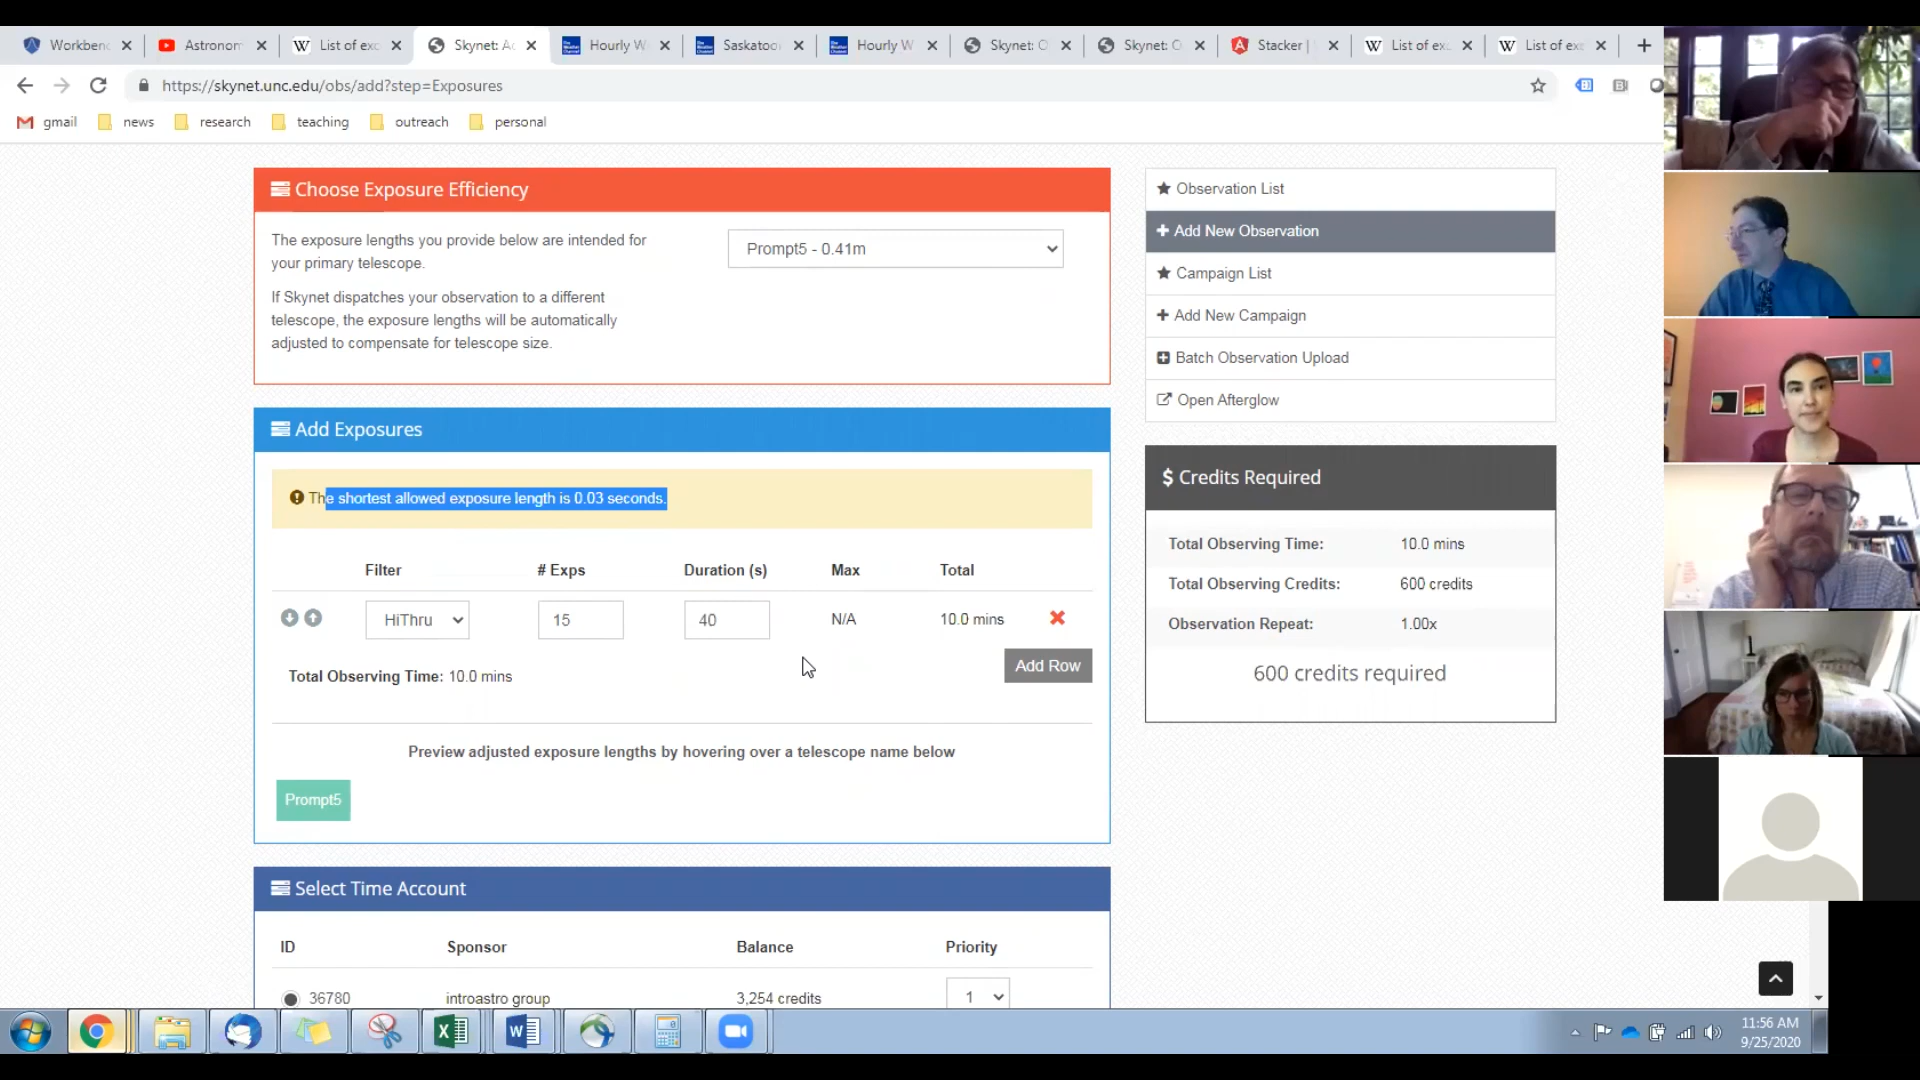 Workben
Astronom
List of exc
Skynet: Ac
Hourly W
Saskatoo
Hourly W
Skynet: O
Skynet: O
Stacker |
List of ex
List of ex
https://skynet.unc.edu/obs/add?step=Exposures
gmail
news
research
teaching
outreach
personal
Choose Exposure Efficiency
The exposure lengths you provide below are intended for
your primary telescope.
If Skynet dispatches your observation to a different
telescope, the exposure lengths will be automatically
adjusted to compensate for telescope size.
Prompt5 - 0.41m
Add Exposures
The shortest allowed exposure length is 0.03 seconds.
Filter # Exps Duration (s) Max Total
HiThru 15 40 N/A 10.0 mins
Add Row
Total Observing Time: 10.0 mins
Preview adjusted exposure lengths by hovering over a telescope name below
Prompt5
Select Time Account
ID Sponsor Balance Priority
36780 introastro group 3,254 credits 1
Observation List
Add New Observation
Campaign List
Add New Campaign
Batch Observation Upload
Open Afterglow
$ Credits Required
Total Observing Time: 10.0 mins
Total Observing Credits: 600 credits
Observation Repeat: 1.00x
600 credits required
11:56 AM
9/25/2020